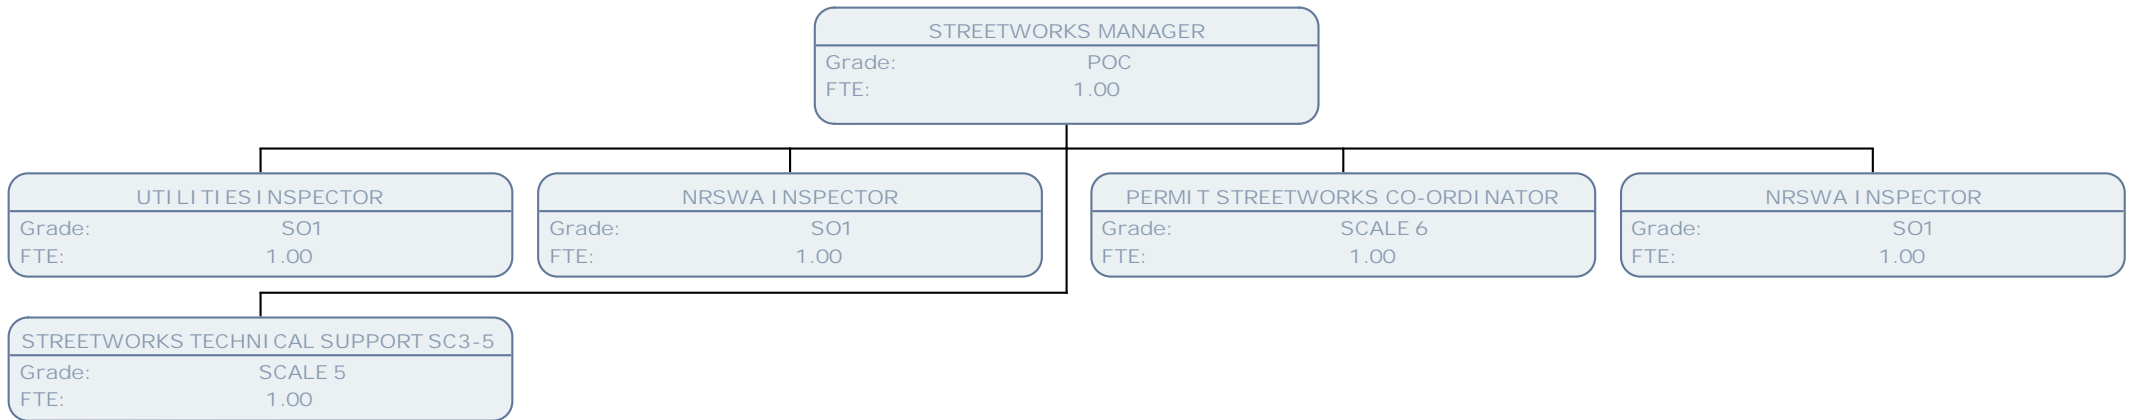 STREETWORKS MANAGER
Grade: POC
FTE: 1.00
UTILITIES INSPECTOR
Grade: SO1
FTE: 1.00
NRSWA INSPECTOR
Grade: SO1
FTE: 1.00
PERMIT STREETWORKS CO-ORDINATOR
Grade: SCALE 6
FTE: 1.00
NRSWA INSPECTOR
Grade: SO1
FTE: 1.00
STREETWORKS TECHNICAL SUPPORT SC3-5
Grade: SCALE 5
FTE: 1.00